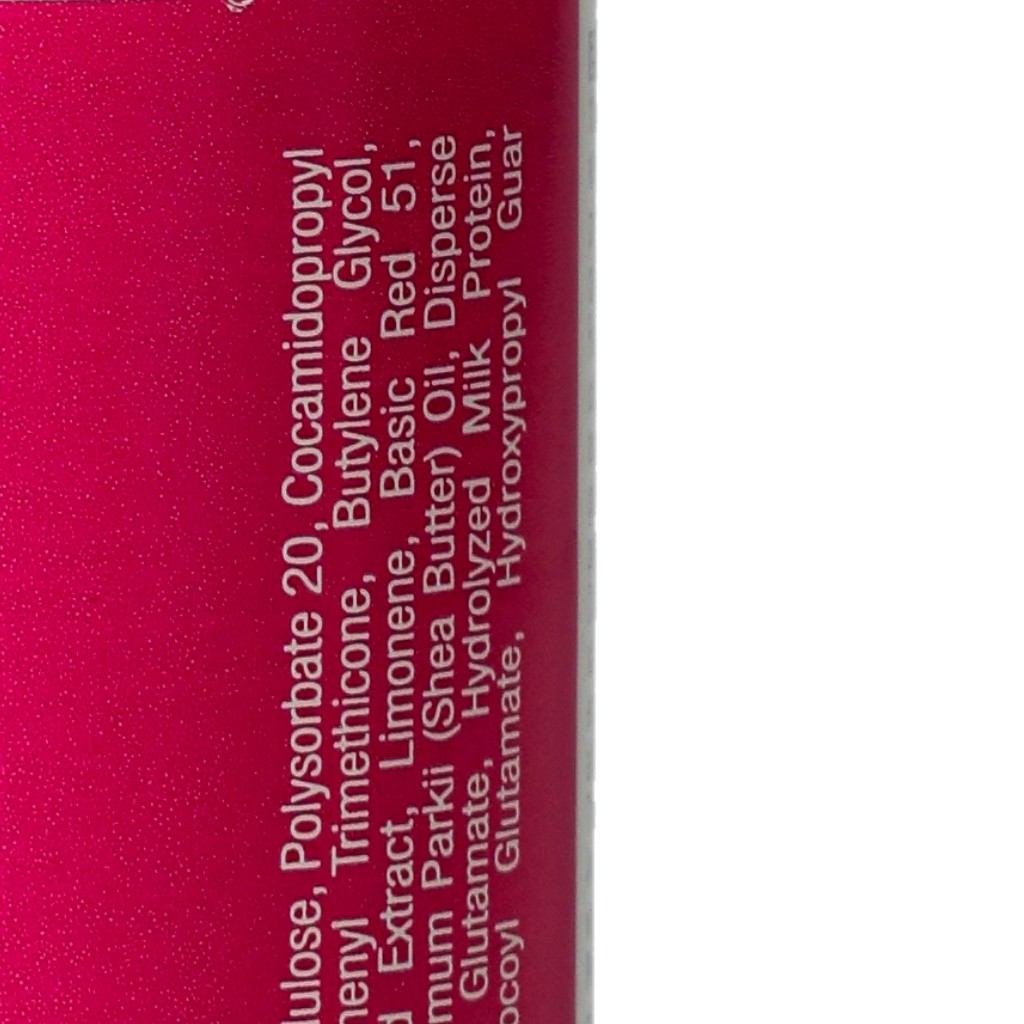 lulose, Polysorbate 20, Cocamidopropyl
henyl Trimethicone, Butylene Glycol,
d Extract, Limonene, Basic Red 51,
mum Parkii (Shea Butter) Oil, Disperse
Glutamate, Hydrolyzed Milk Protein,
ocoyl Glutamate, Hydroxypropyl Guar